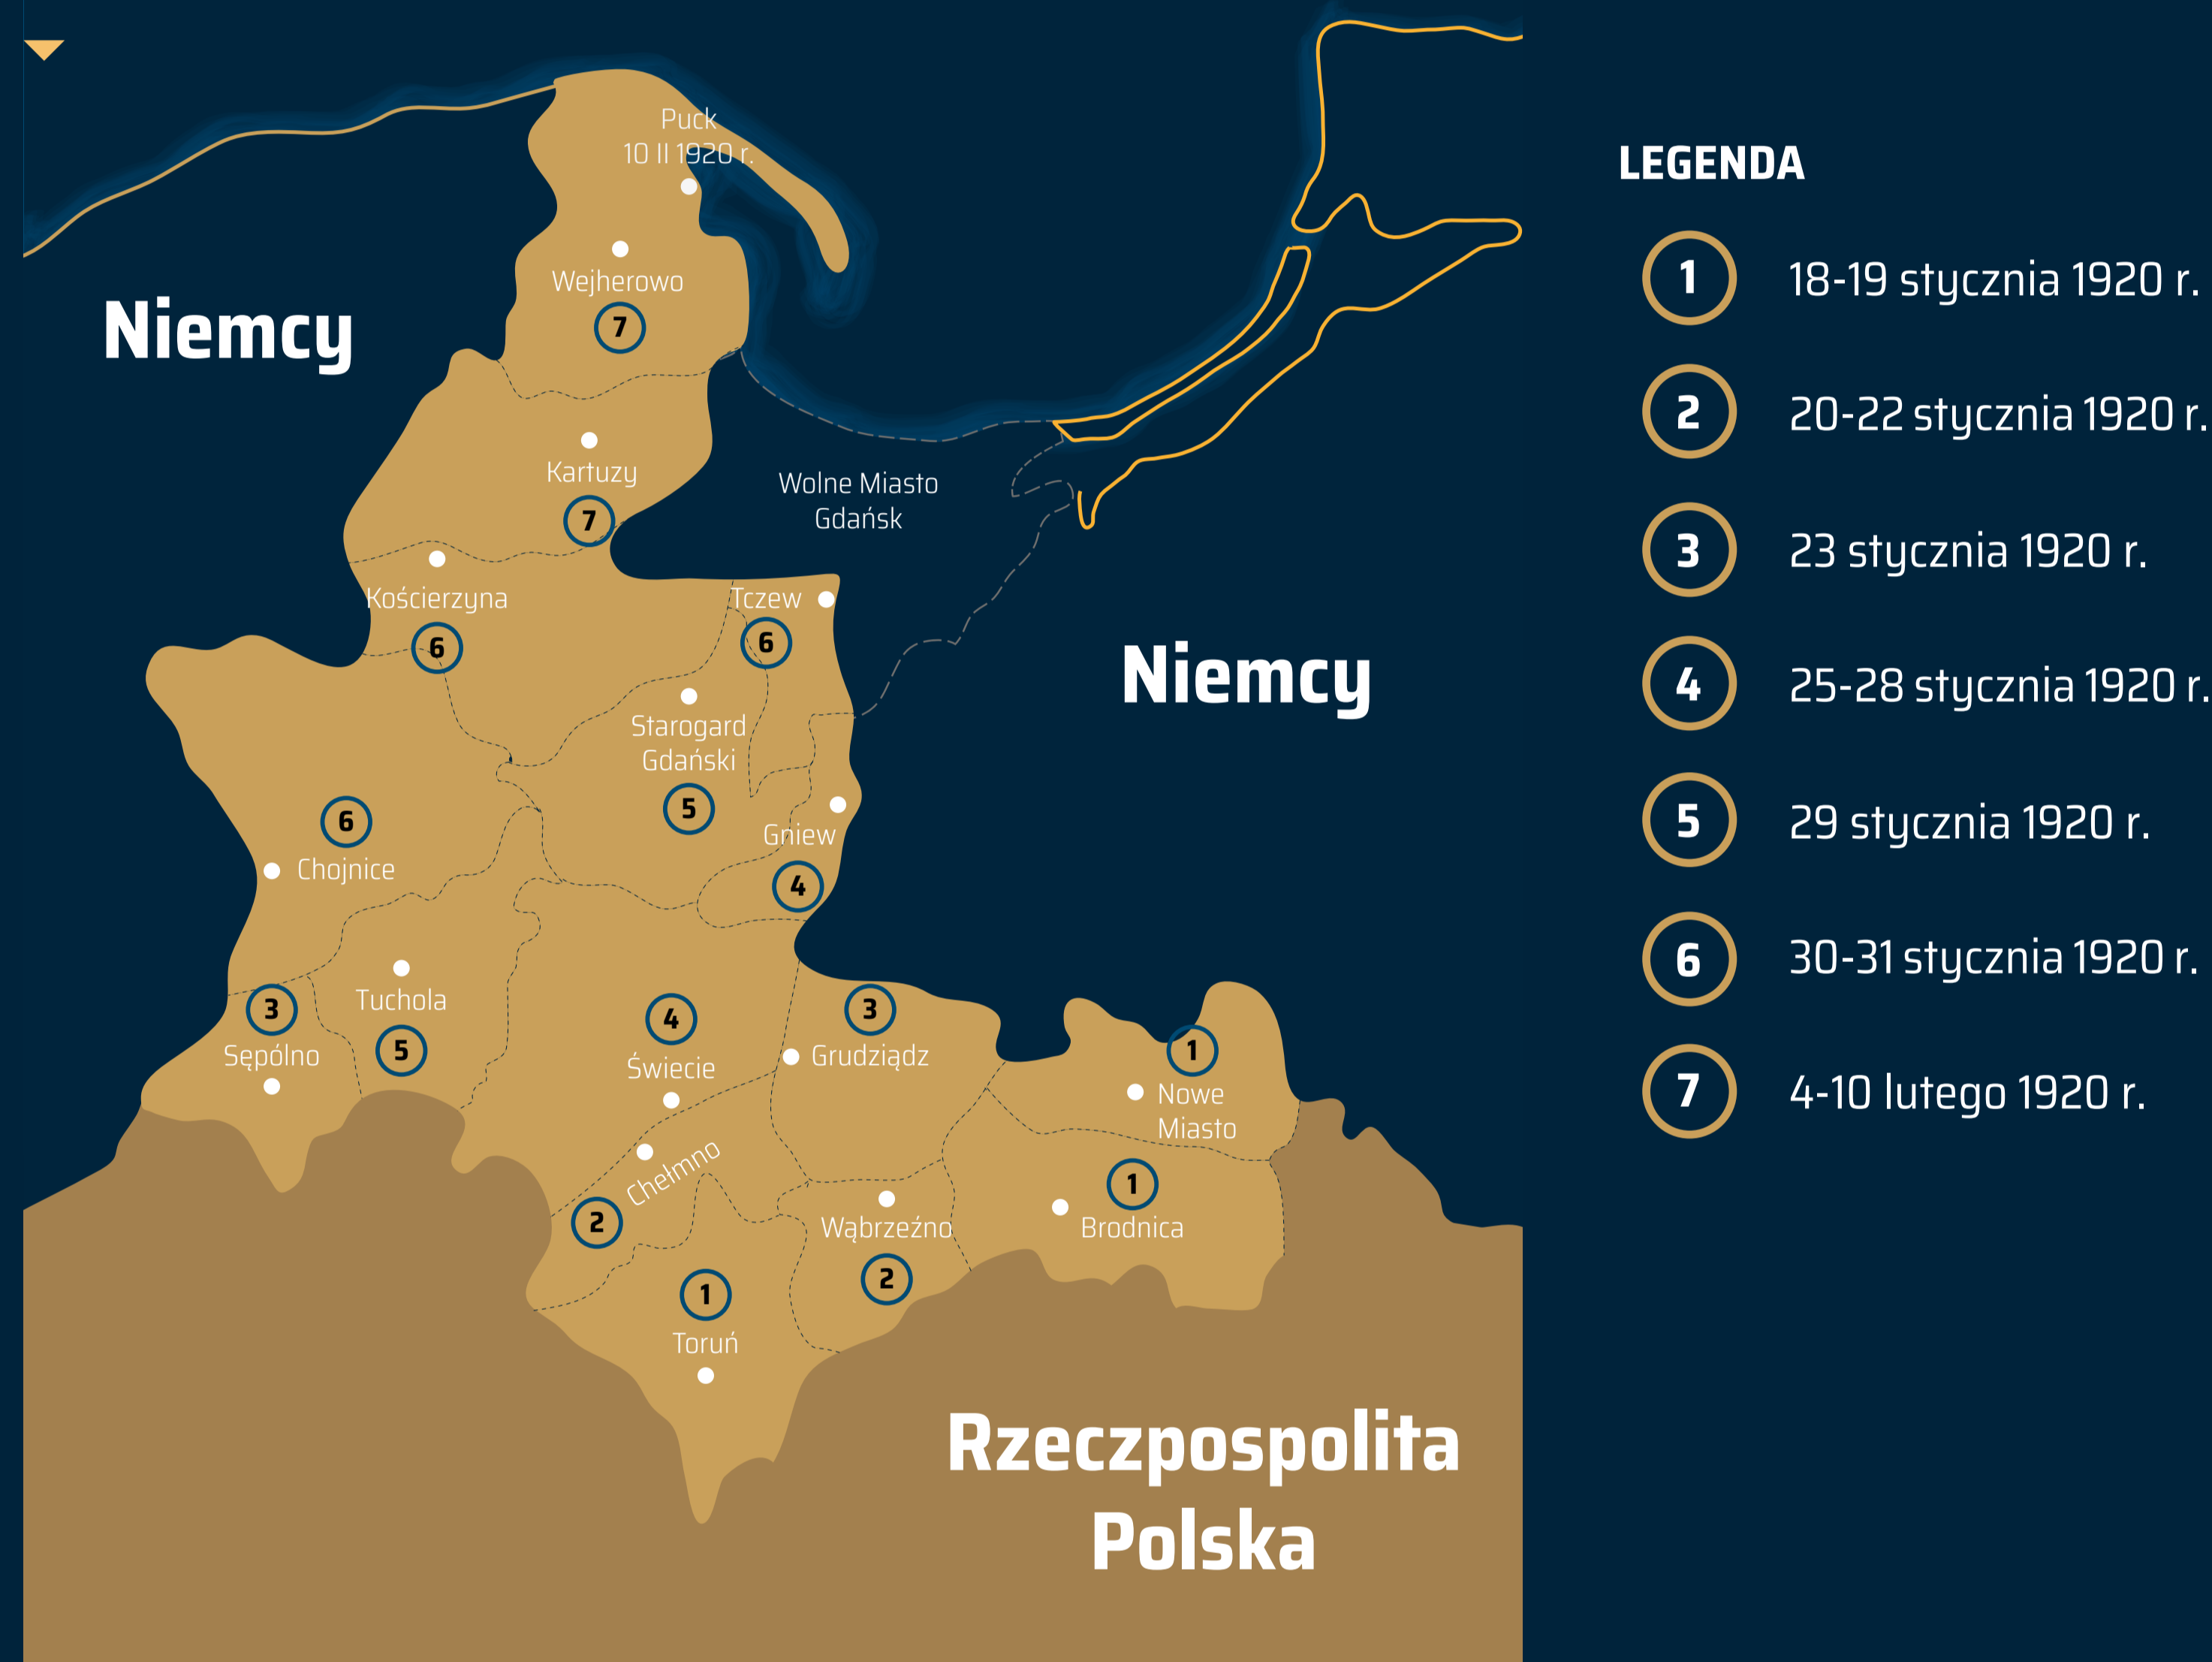 Puck
10 II 1920 r.
Wejherowo
7
Niemcy
Kartuzy
7
Wolne Miasto
Gdańsk
Kościerzyna
6
Tczew
6
Niemcy
Starogard
Gdański
5
6
Chojnice
Gniew
4
Tuchola
5
3
Sępólno
4
Świecie
3
Grudziądz
1
Nowe
Miasto
Chełmno
2
Wąbrzeźno
2
1
Brodnica
1
Toruń
Rzeczpospolita
Polska
LEGENDA
1 18-19 stycznia 1920 r.
2 20-22 stycznia 1920 r.
3 23 stycznia 1920 r.
4 25-28 stycznia 1920 r.
5 29 stycznia 1920 r.
6 30-31 stycznia 1920 r.
7 4-10 lutego 1920 r.